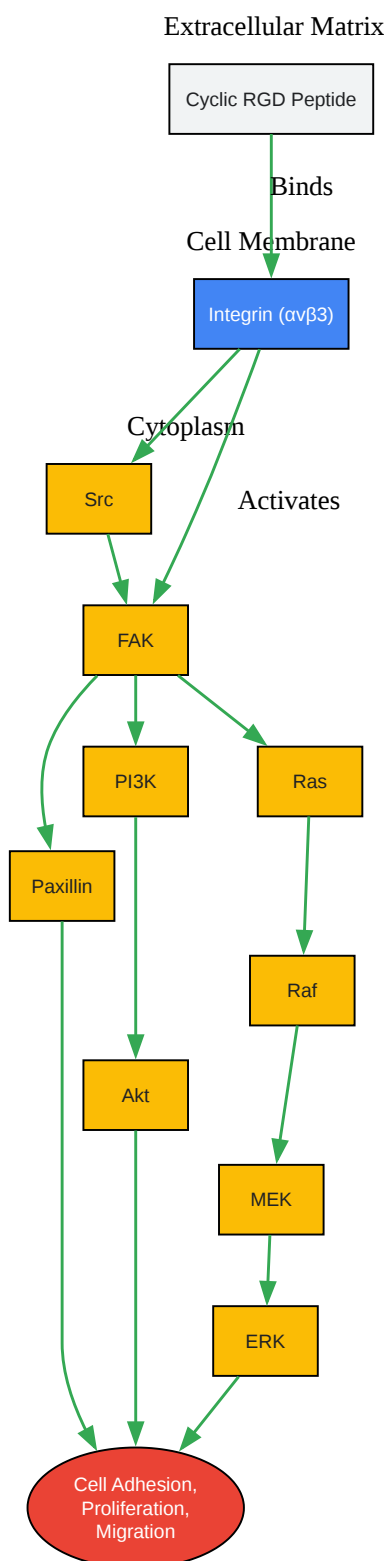 Extracellular Matrix
Cyclic RGD Peptide
Binds
Cell Membrane
Integrin (αvβ3)
Cytoplasm
Src
Activates
FAK
PI3K
Ras
Paxillin
Raf
Akt
MEK
ERK
Cell Adhesion,
Proliferation,
Migration